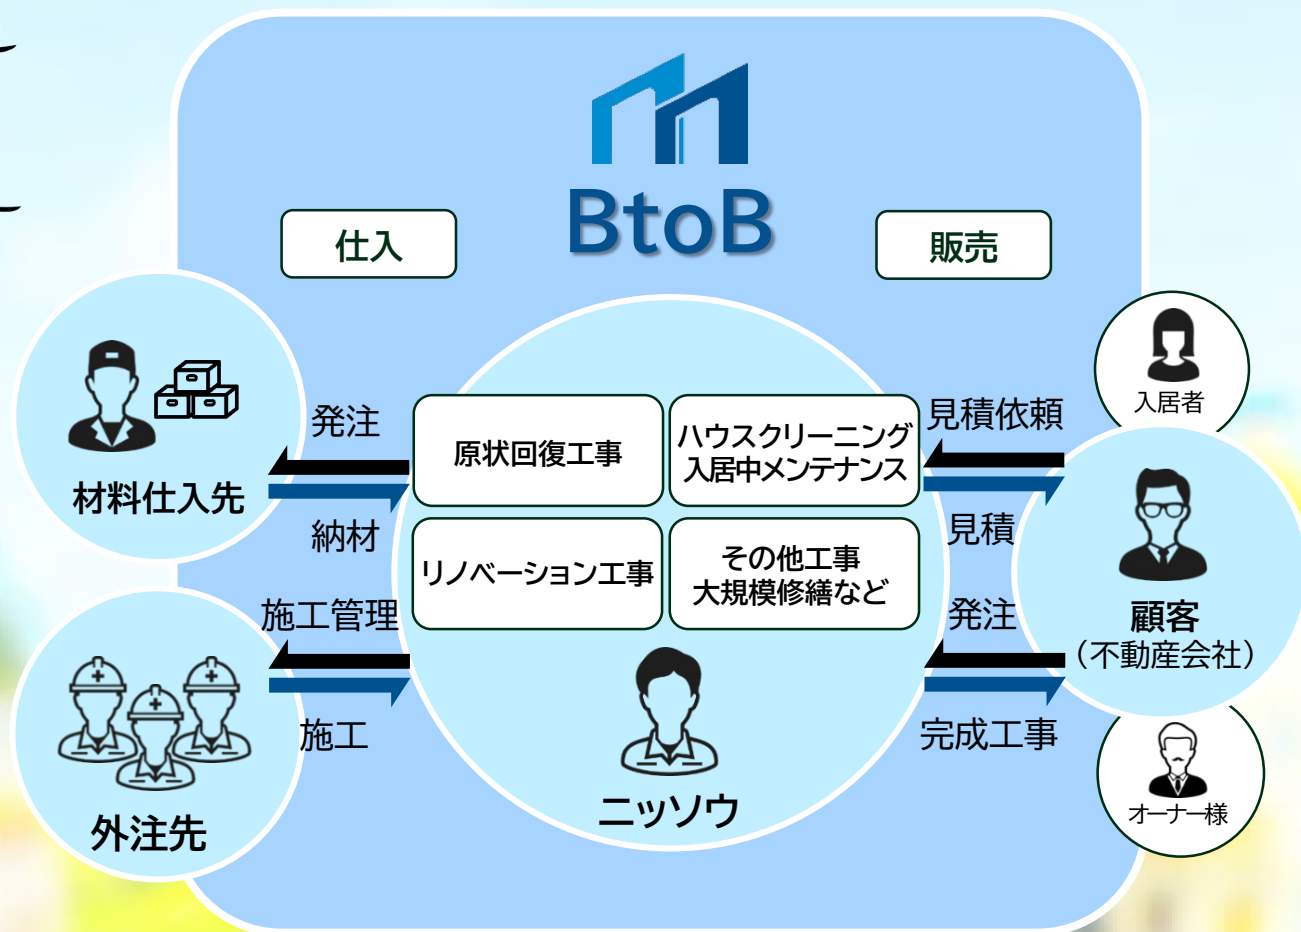 BtoB
仕入
販売
材料仕入先
発注
納材
施工管理
施工
外注先
原状回復工事
ハウスクリーニング
入居中メンテナンス
リノベーション工事
その他工事
大規模修繕など
ニッソウ
見積依頼
見積
発注
完成工事
入居者
顧客
（不動産会社）
オーナー様